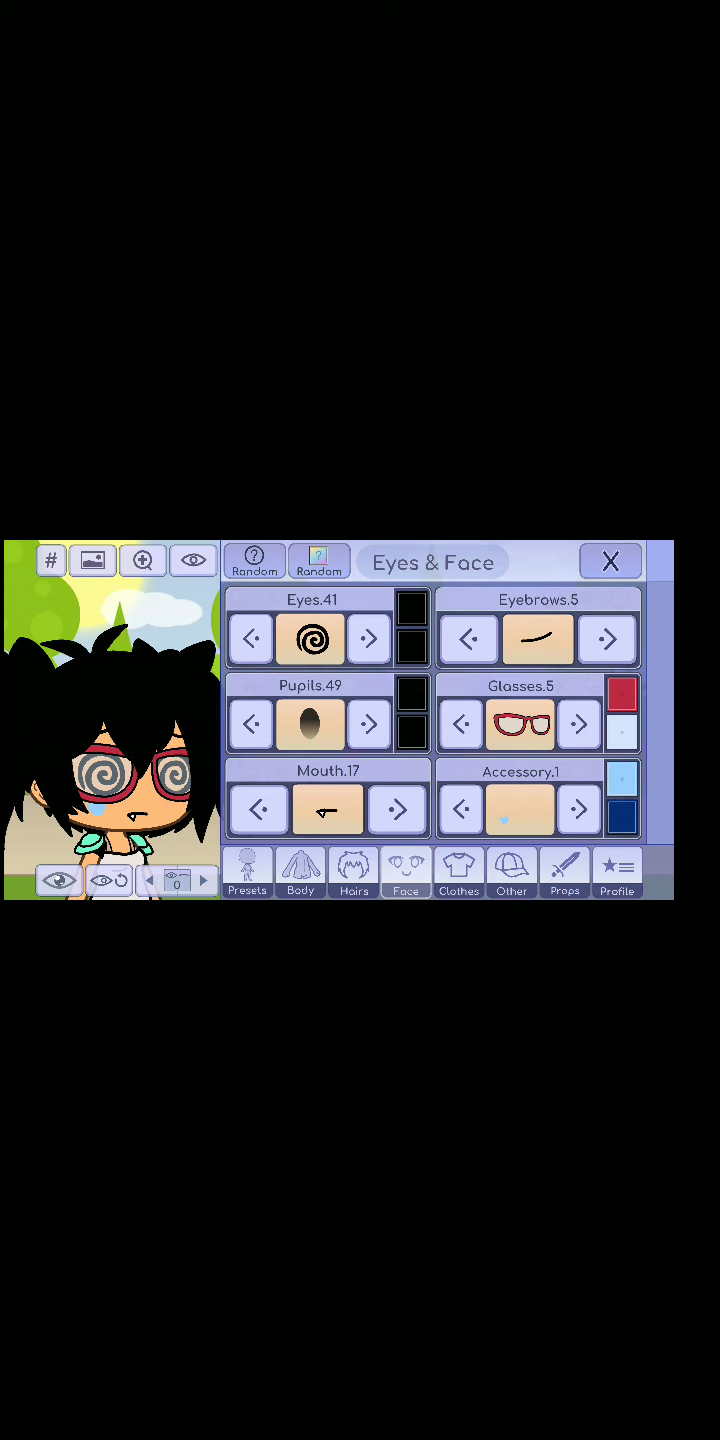 #
?
Random
?
Random
Eyes & Face
X
Eyes.41
Eyebrows.5
Pupils.49
Glasses.5
Mouth.17
Accessory.1
0
Presets
Body
Hairs
Face
Clothes
Other
Props
Profile